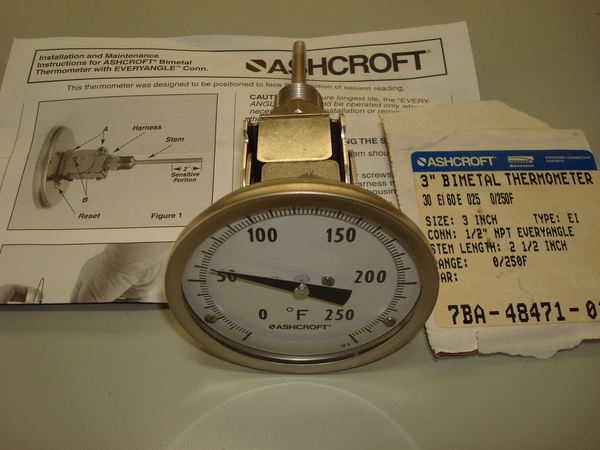 Installation and Maintenance
Instructions for ASHCROFT® Bimetal
Thermometer with EVERYANGLE™ Conn.
ASHCROFT®
This thermometer was designed to be positioned to face the direction of easiest reading.
A
Harness
Stem
2"
Sensitive
Portion
B
Reset
Figure 1
ASHCROFT
3" BIMETAL THERMOMETER
30 EI 60 E 025 0/250F
SIZE: 3 INCH TYPE: EI
CONN: 1/2" NPT EVERYANGLE
STEM LENGTH: 2 1/2 INCH
RANGE: 0/250F
7BA-48471-0
100 150
50 200
0 °F 250
ASHCROFT